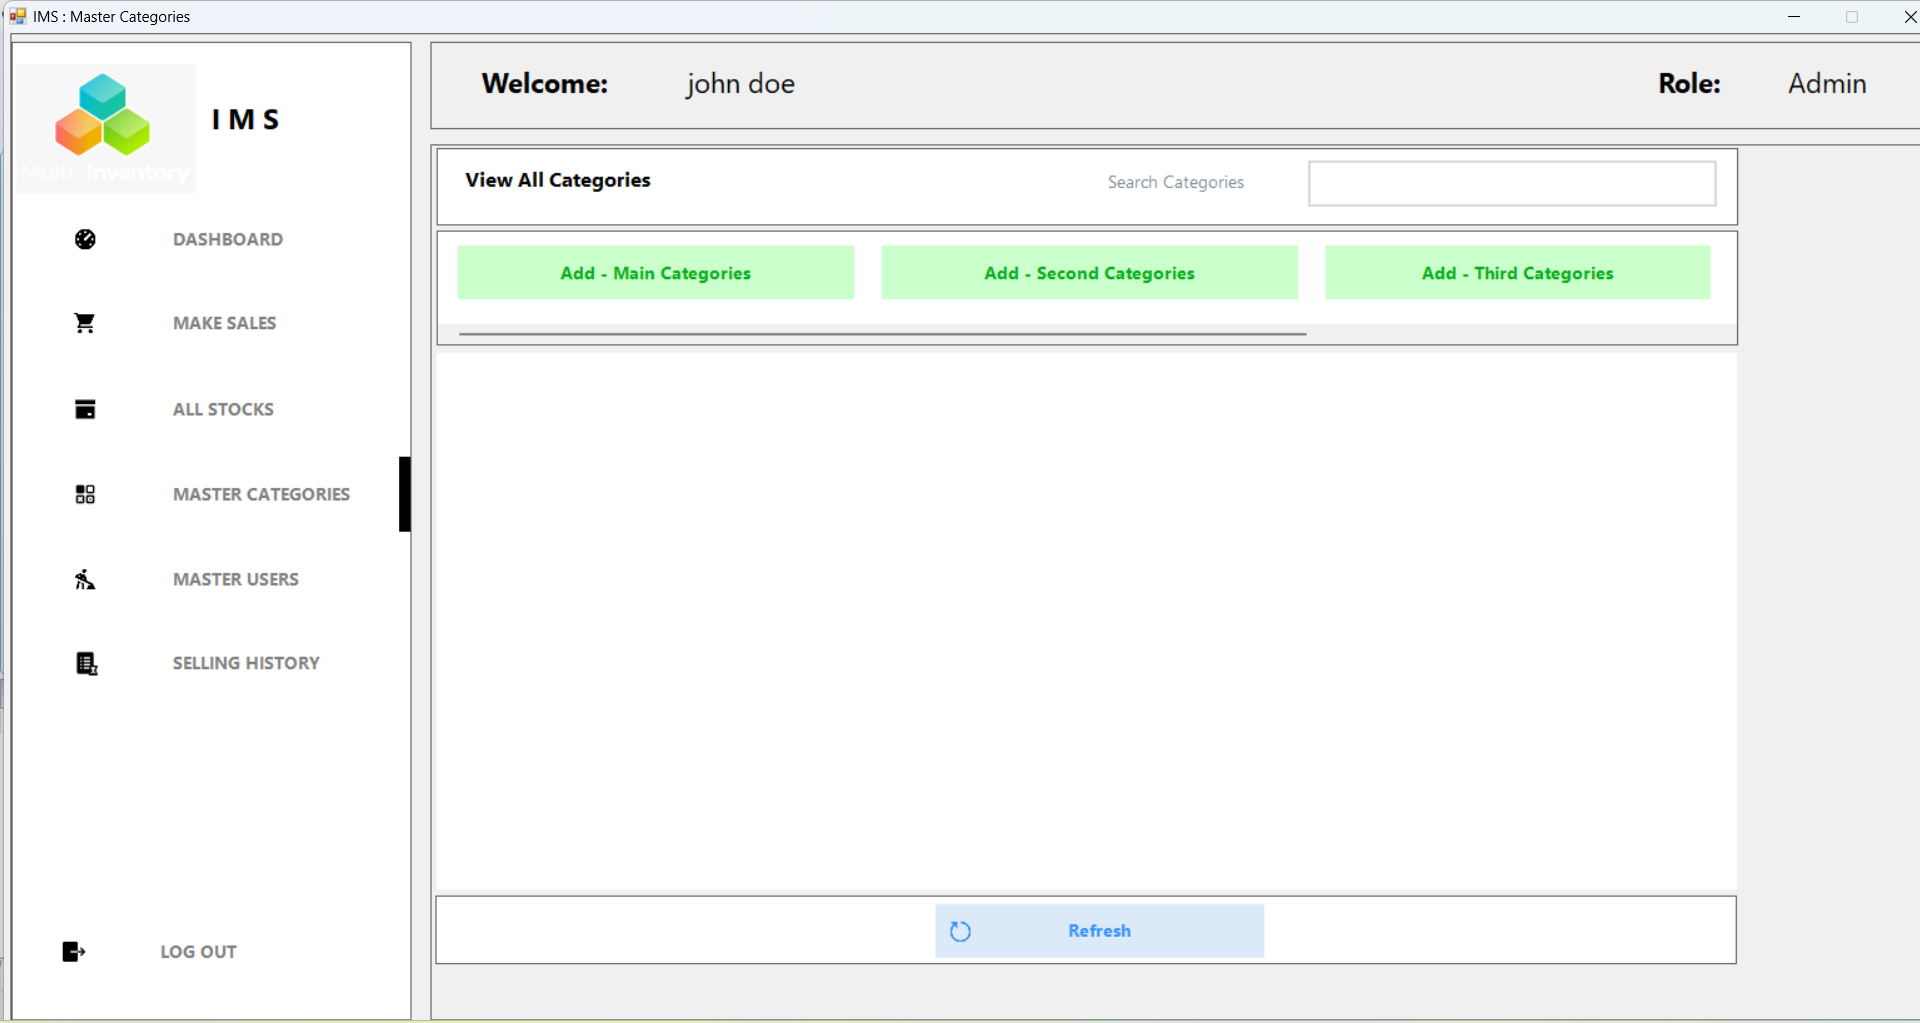 IMS : Master Categories
Multi-Inventory
I M S
DASHBOARD
MAKE SALES
ALL STOCKS
MASTER CATEGORIES
MASTER USERS
SELLING HISTORY
LOG OUT
Welcome: john doe Role: Admin
View All Categories Search Categories
Add - Main Categories Add - Second Categories Add - Third Categories
Refresh